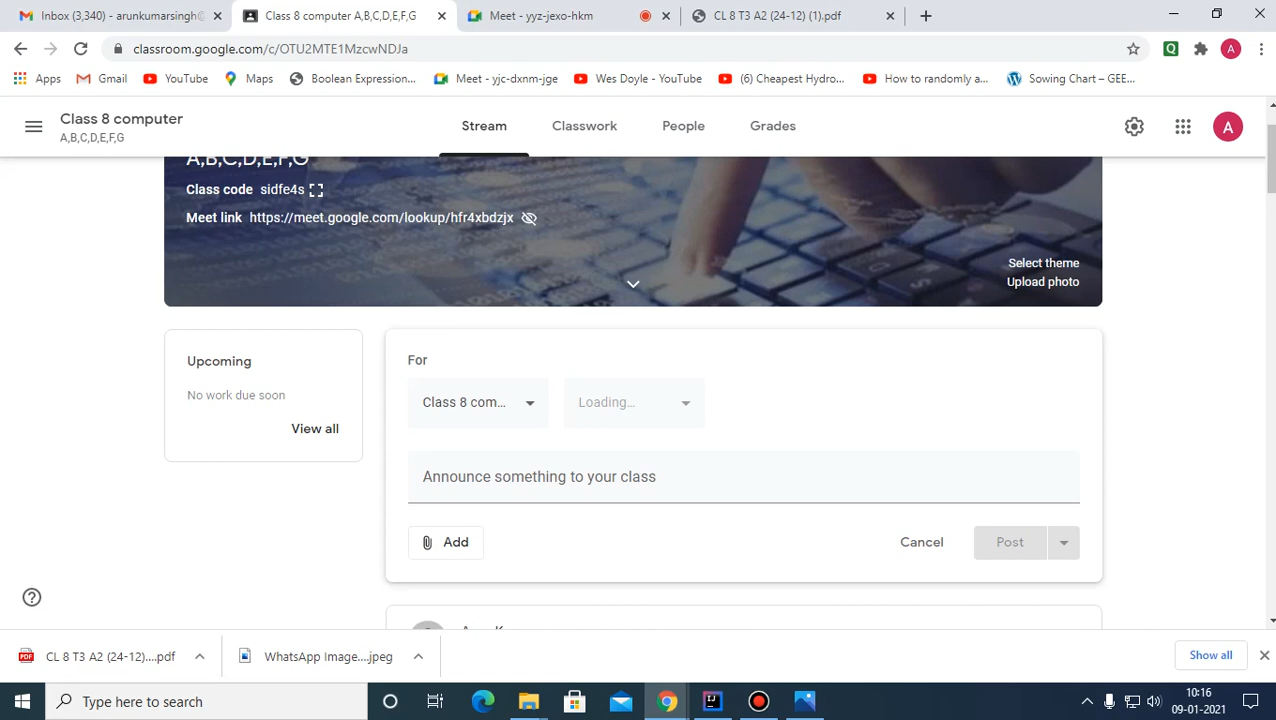 Inbox (3,340) - arunkumarsingh@
Class 8 computer A,B,C,D,E,F,G
Meet - yyz-jexo-hkm
CL 8 T3 A2 (24-12) (1).pdf
classroom.google.com/c/OTU2MTE1MzcwNDJa
Q
A
Apps
Gmail
YouTube
Maps
Boolean Expression...
Meet - yjc-dxnm-jge
Wes Doyle - YouTube
(6) Cheapest Hydro...
How to randomly a...
Sowing Chart – GEE...
Class 8 computer
A,B,C,D,E,F,G
Stream
Classwork
People
Grades
A
A,B,C,D,E,F,G
Class code sidfe4s
Meet link https://meet.google.com/lookup/hfr4xbdzjx
Select theme
Upload photo
Upcoming
No work due soon
View all
For
Class 8 com...
Loading...
Announce something to your class
Add
Cancel
Post
CL 8 T3 A2 (24-12)....pdf
WhatsApp Image....jpeg
Show all
Type here to search
10:16
09-01-2021